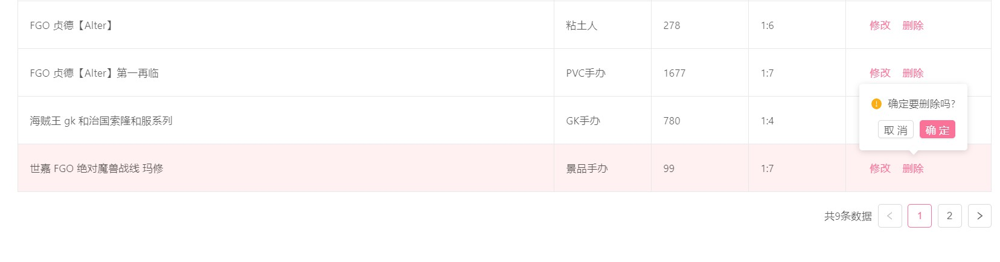 FGO 贞德【Alter】 粘土人 278 1:6 修改 删除
FGO 贞德【Alter】第一再临 PVC手办 1677 1:7 修改 删除
确定要删除吗?
海贼王 gk 和治国索隆和服系列 GK手办 780 1:4
取 消 确 定
世嘉 FGO 绝对魔兽战线 玛修 景品手办 99 1:7 修改 删除
共9条数据 < 1 2 >